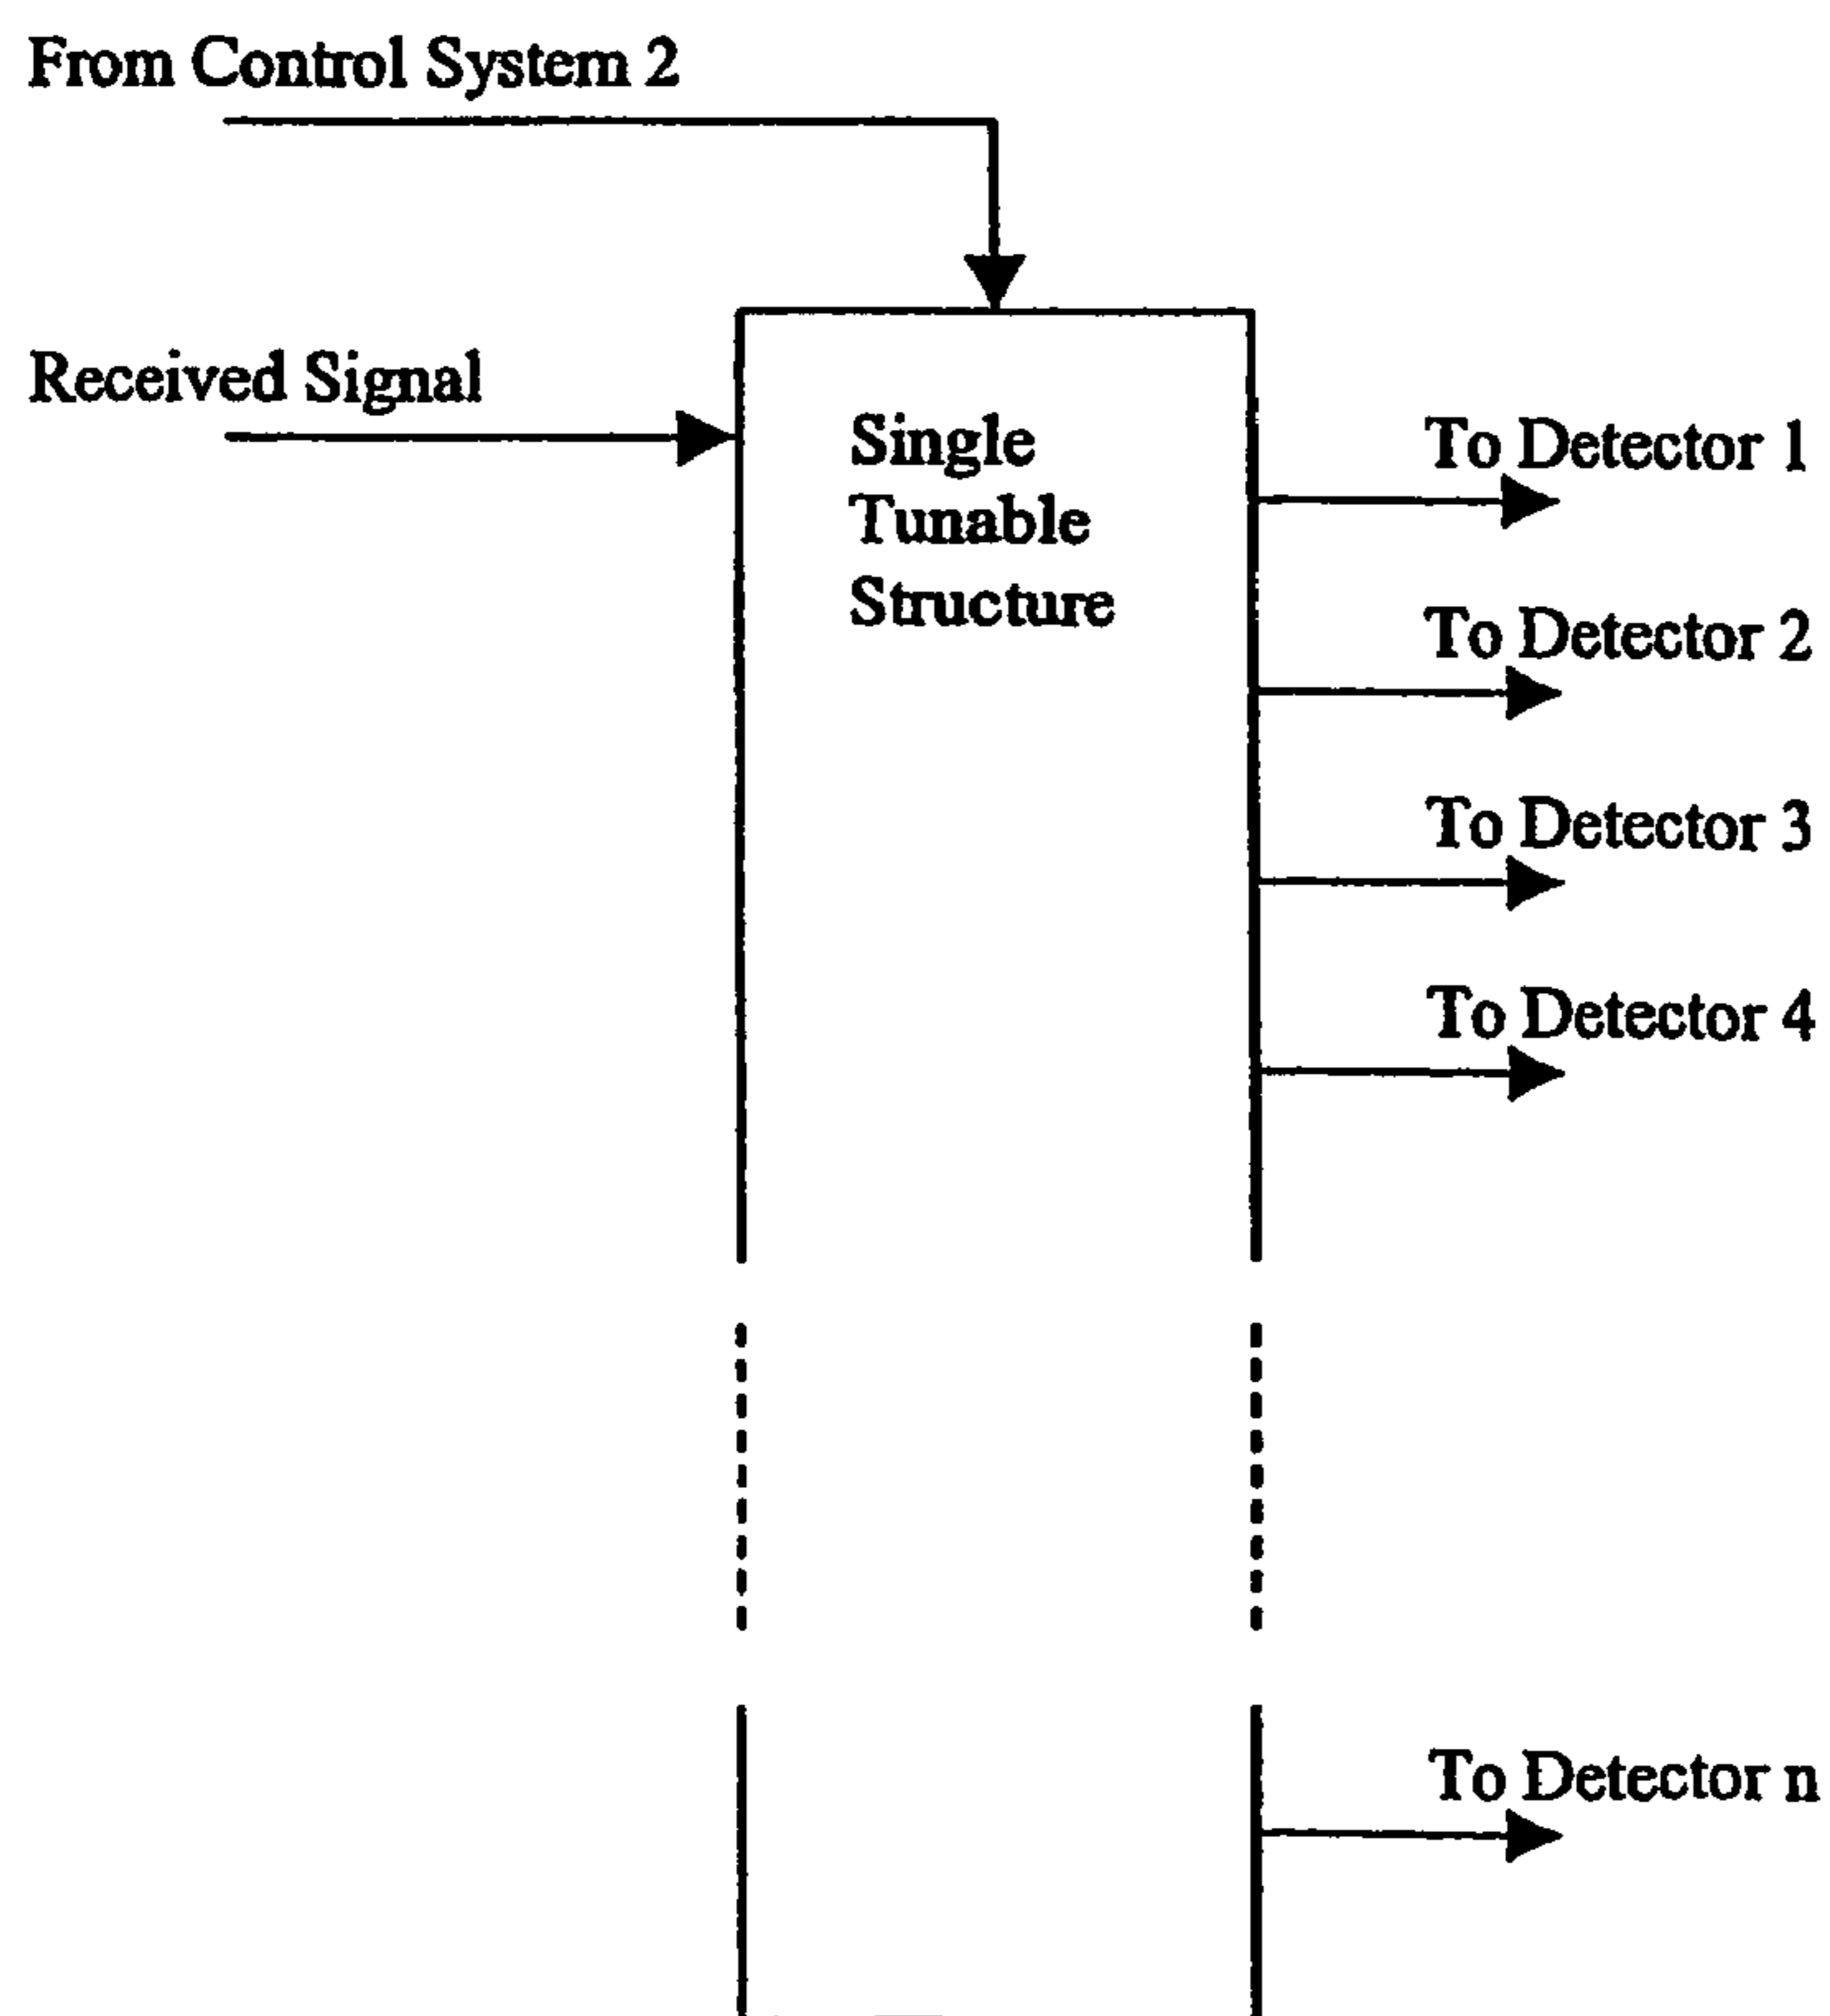 From Control System 2
Received Signal
Single
Tunable
Structure
To Detector 1
To Detector 2
To Detector 3
To Detector 4
To Detector n